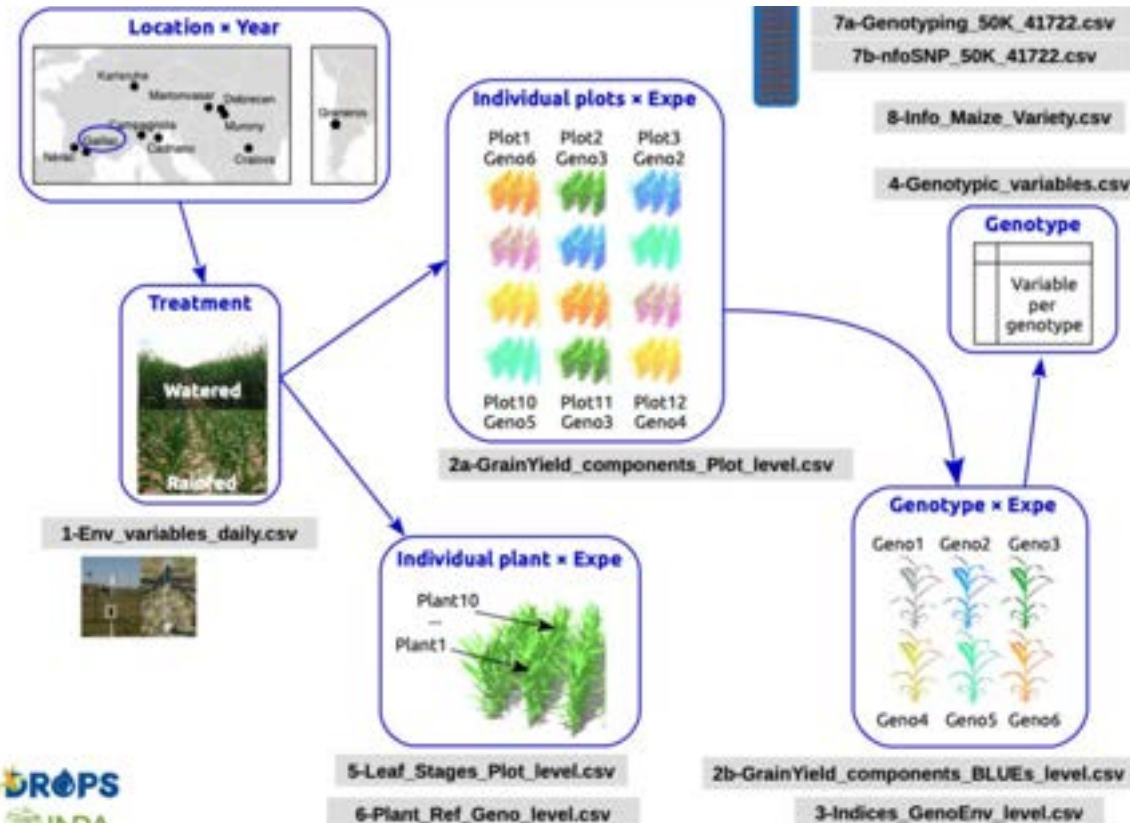 Location × Year
Karlsruhe
Martonvasar
Debrecen
Campagnola
Mumony
Graneros
Nérac
Gaillac
Cadriano
Craiova
Treatment
Watered
Rainfed
1-Env_variables_daily.csv
Individual plots × Expe
Plot1 Plot2 Plot3
Geno6 Geno3 Geno2
Plot10 Plot11 Plot12
Geno5 Geno3 Geno4
2a-GrainYield_components_Plot_level.csv
Individual plant × Expe
Plant10
...
Plant1
5-Leaf_Stages_Plot_level.csv
6-Plant_Ref_Geno_level.csv
7a-Genotyping_50K_41722.csv
7b-nfoSNP_50K_41722.csv
8-Info_Maize_Variety.csv
4-Genotypic_variables.csv
Genotype
Variable
per
genotype
Genotype × Expe
Geno1 Geno2 Geno3
Geno4 Geno5 Geno6
2b-GrainYield_components_BLUEs_level.csv
3-Indices_GenoEnv_level.csv
DROPS